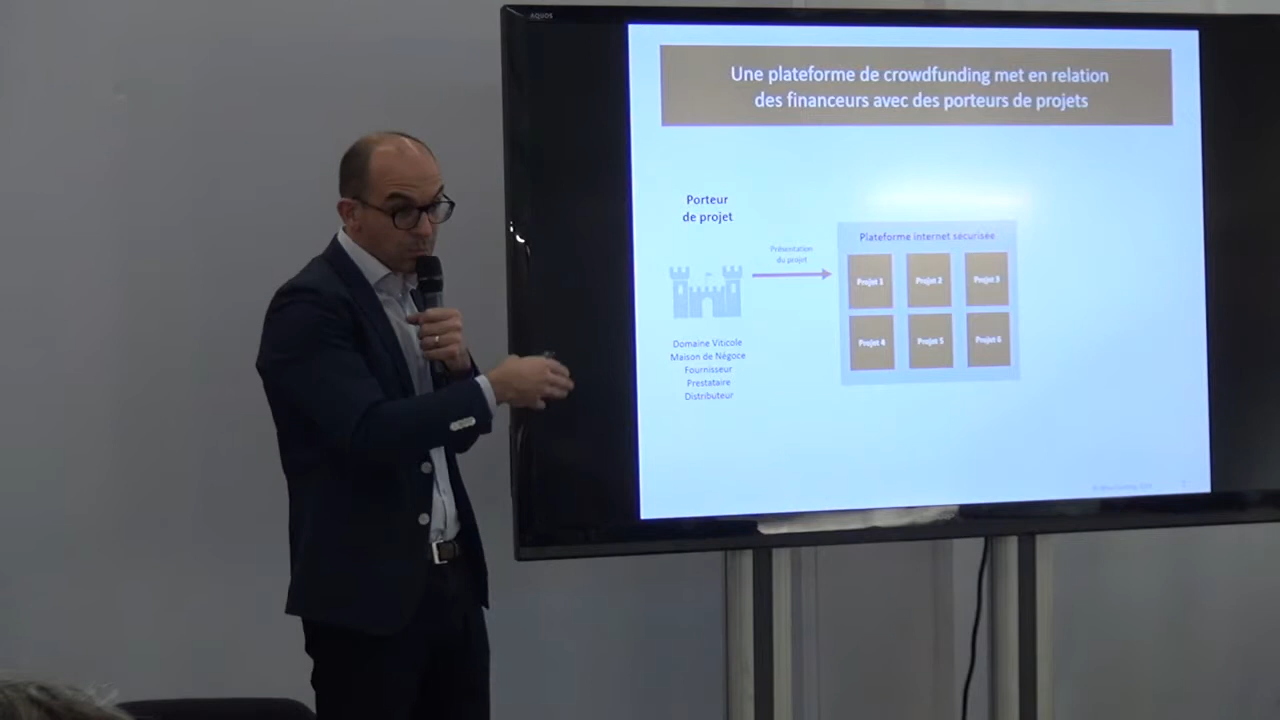 AQUOS
Une plateforme de crowdfunding met en relation
des financeurs avec des porteurs de projets
Porteur
de projet
Présentation
du projet
Plateforme internet sécurisée
Projet 1
Projet 2
Projet 3
Projet 4
Projet 5
Projet 6
Domaine Viticole
Maison de Négoce
Fournisseur
Prestataire
Distributeur